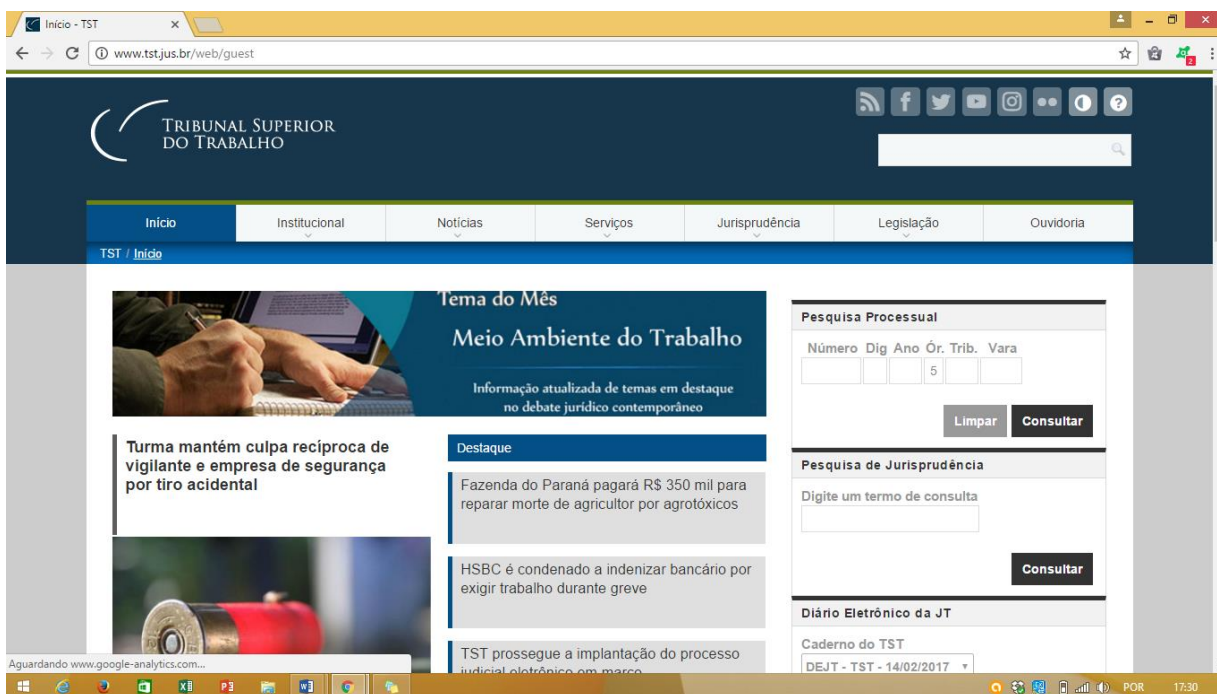 Início - TST
www.tst.jus.br/web/guest
TRIBUNAL SUPERIOR
DO TRABALHO
Início Institucional Notícias Serviços Jurisprudência Legislação Ouvidoria
TST / Início
Tema do Mês
Meio Ambiente do Trabalho
Informação atualizada de temas em destaque
no debate jurídico contemporâneo
Turma mantém culpa recíproca de
vigilante e empresa de segurança
por tiro acidental
Destaque
Fazenda do Paraná pagará R$ 350 mil para
reparar morte de agricultor por agrotóxicos
HSBC é condenado a indenizar bancário por
exigir trabalho durante greve
TST prossegue a implantação do processo
judicial eletrônico em março
Pesquisa Processual
Número Dig Ano Ór. Trib. Vara
5
Limpar Consultar
Pesquisa de Jurisprudência
Digite um termo de consulta
Consultar
Diário Eletrônico da JT
Caderno do TST
DEJT - TST - 14/02/2017
Aguardando www.google-analytics.com...
POR 17:30